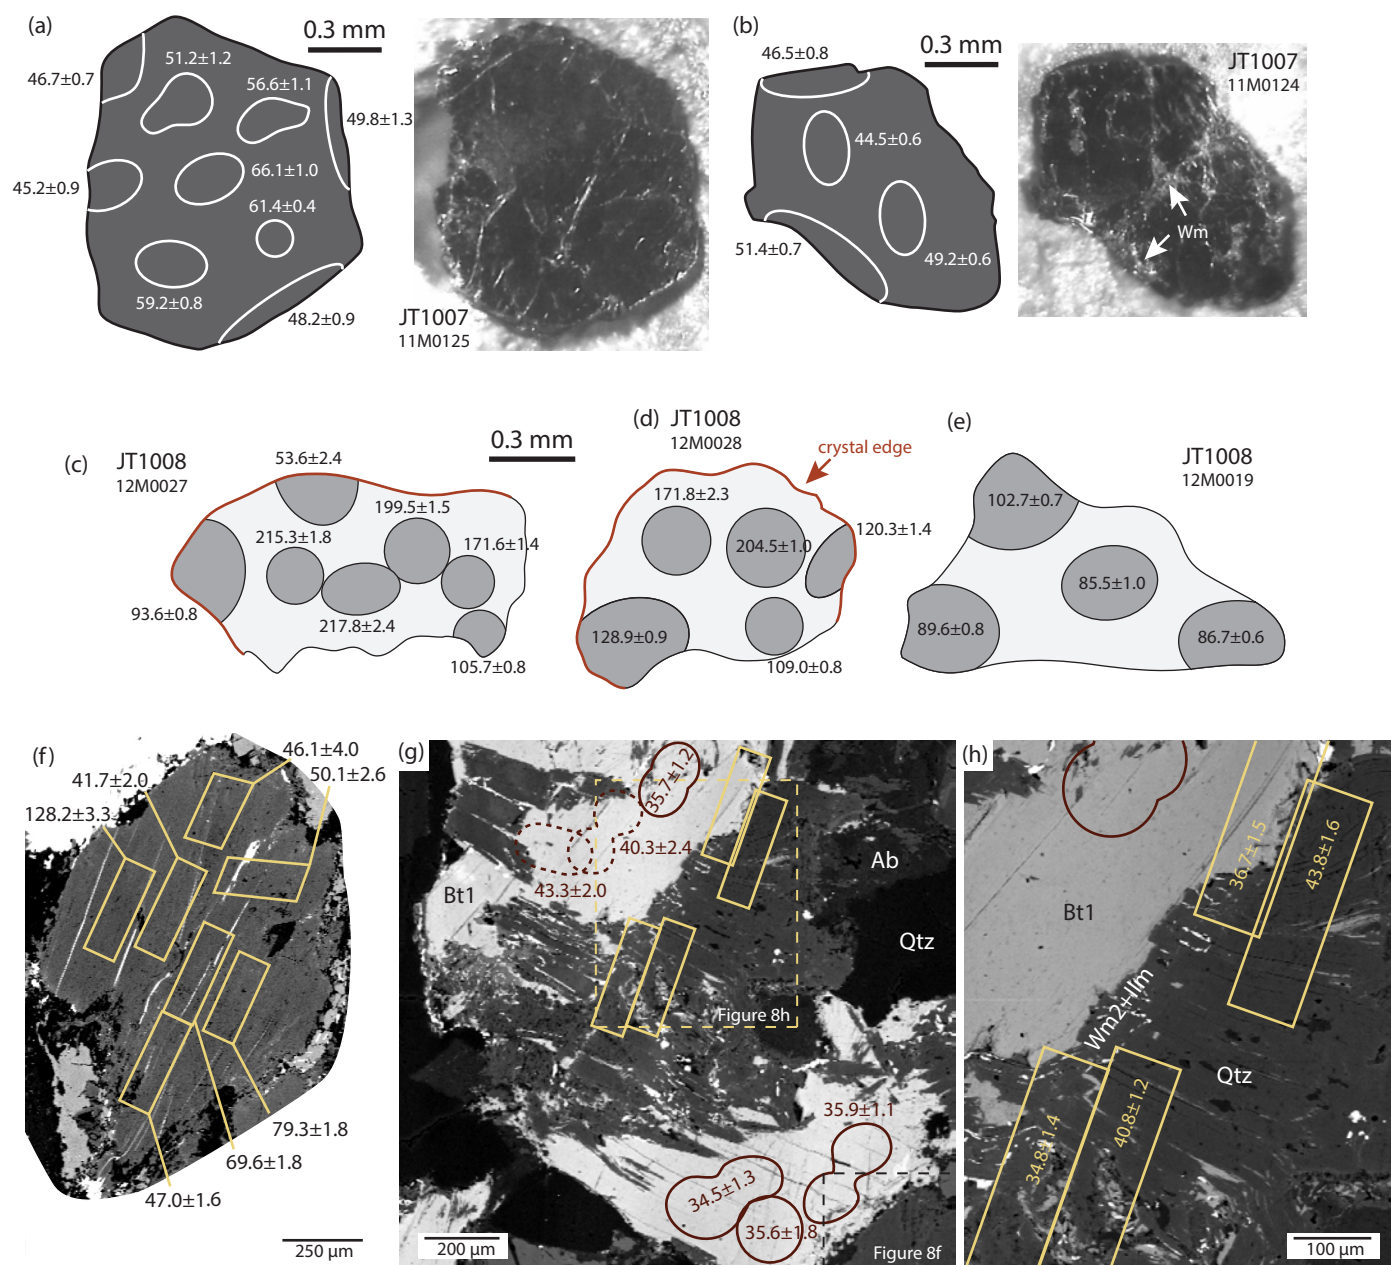 (a)
0.3 mm
51.2±1.2
46.7±0.7
56.6±1.1
49.8±1.3
66.1±1.0
45.2±0.9
61.4±0.4
59.2±0.8
48.2±0.9
JT1007
11M0125
(b)
46.5±0.8
0.3 mm
JT1007
11M0124
44.5±0.6
51.4±0.7
49.2±0.6
Wm
(c)
JT1008
12M0027
53.6±2.4
0.3 mm
199.5±1.5
215.3±1.8
171.6±1.4
93.6±0.8
217.8±2.4
105.7±0.8
(d)
JT1008
12M0028
crystal edge
171.8±2.3
120.3±1.4
204.5±1.0
128.9±0.9
109.0±0.8
(e)
JT1008
12M0019
102.7±0.7
85.5±1.0
89.6±0.8
86.7±0.6
(f)
46.1±4.0
41.7±2.0
50.1±2.6
128.2±3.3
79.3±1.8
69.6±1.8
47.0±1.6
250 µm
(g)
35.7±1.2
40.3±2.4
43.3±2.0
Bt1
Ab
Qtz
Figure 8h
35.9±1.1
34.5±1.3
35.6±1.8
200 µm
Figure 8f
(h)
36.7±1.5
43.8±1.6
Bt1
Wm2+Ilm
Qtz
40.8±1.2
34.8±1.4
100 µm